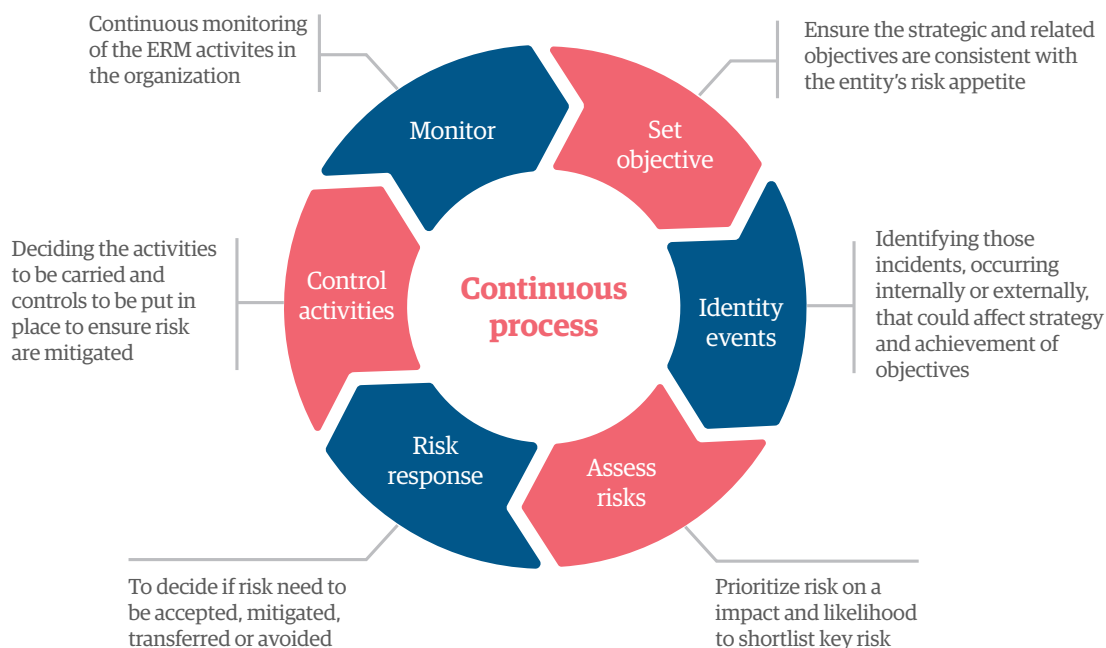 Continuous monitoring
of the ERM activites in
the organization
Ensure the strategic and related
objectives are consistent with
the entity's risk appetite
Monitor
Set
objective
Deciding the activities
to be carried and
controls to be put in
place to ensure risk
are mitigated
Control
activities
Continuous
process
Identity
events
Identifying those
incidents, occurring
internally or externally,
that could affect strategy
and achievement of
objectives
Risk
response
Assess
risks
To decide if risk need to
be accepted, mitigated,
transferred or avoided
Prioritize risk on a
impact and likelihood
to shortlist key risk